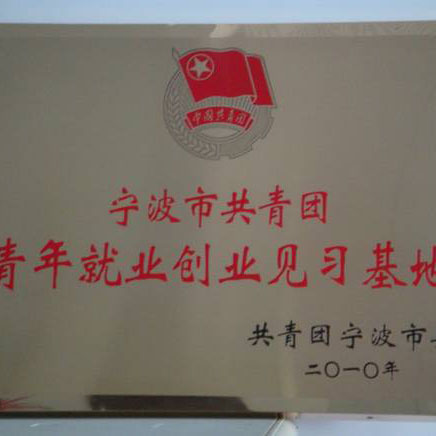 中国共青团
宁波市共青团
青年就业创业见习基地
共青团宁波市
二〇一〇年